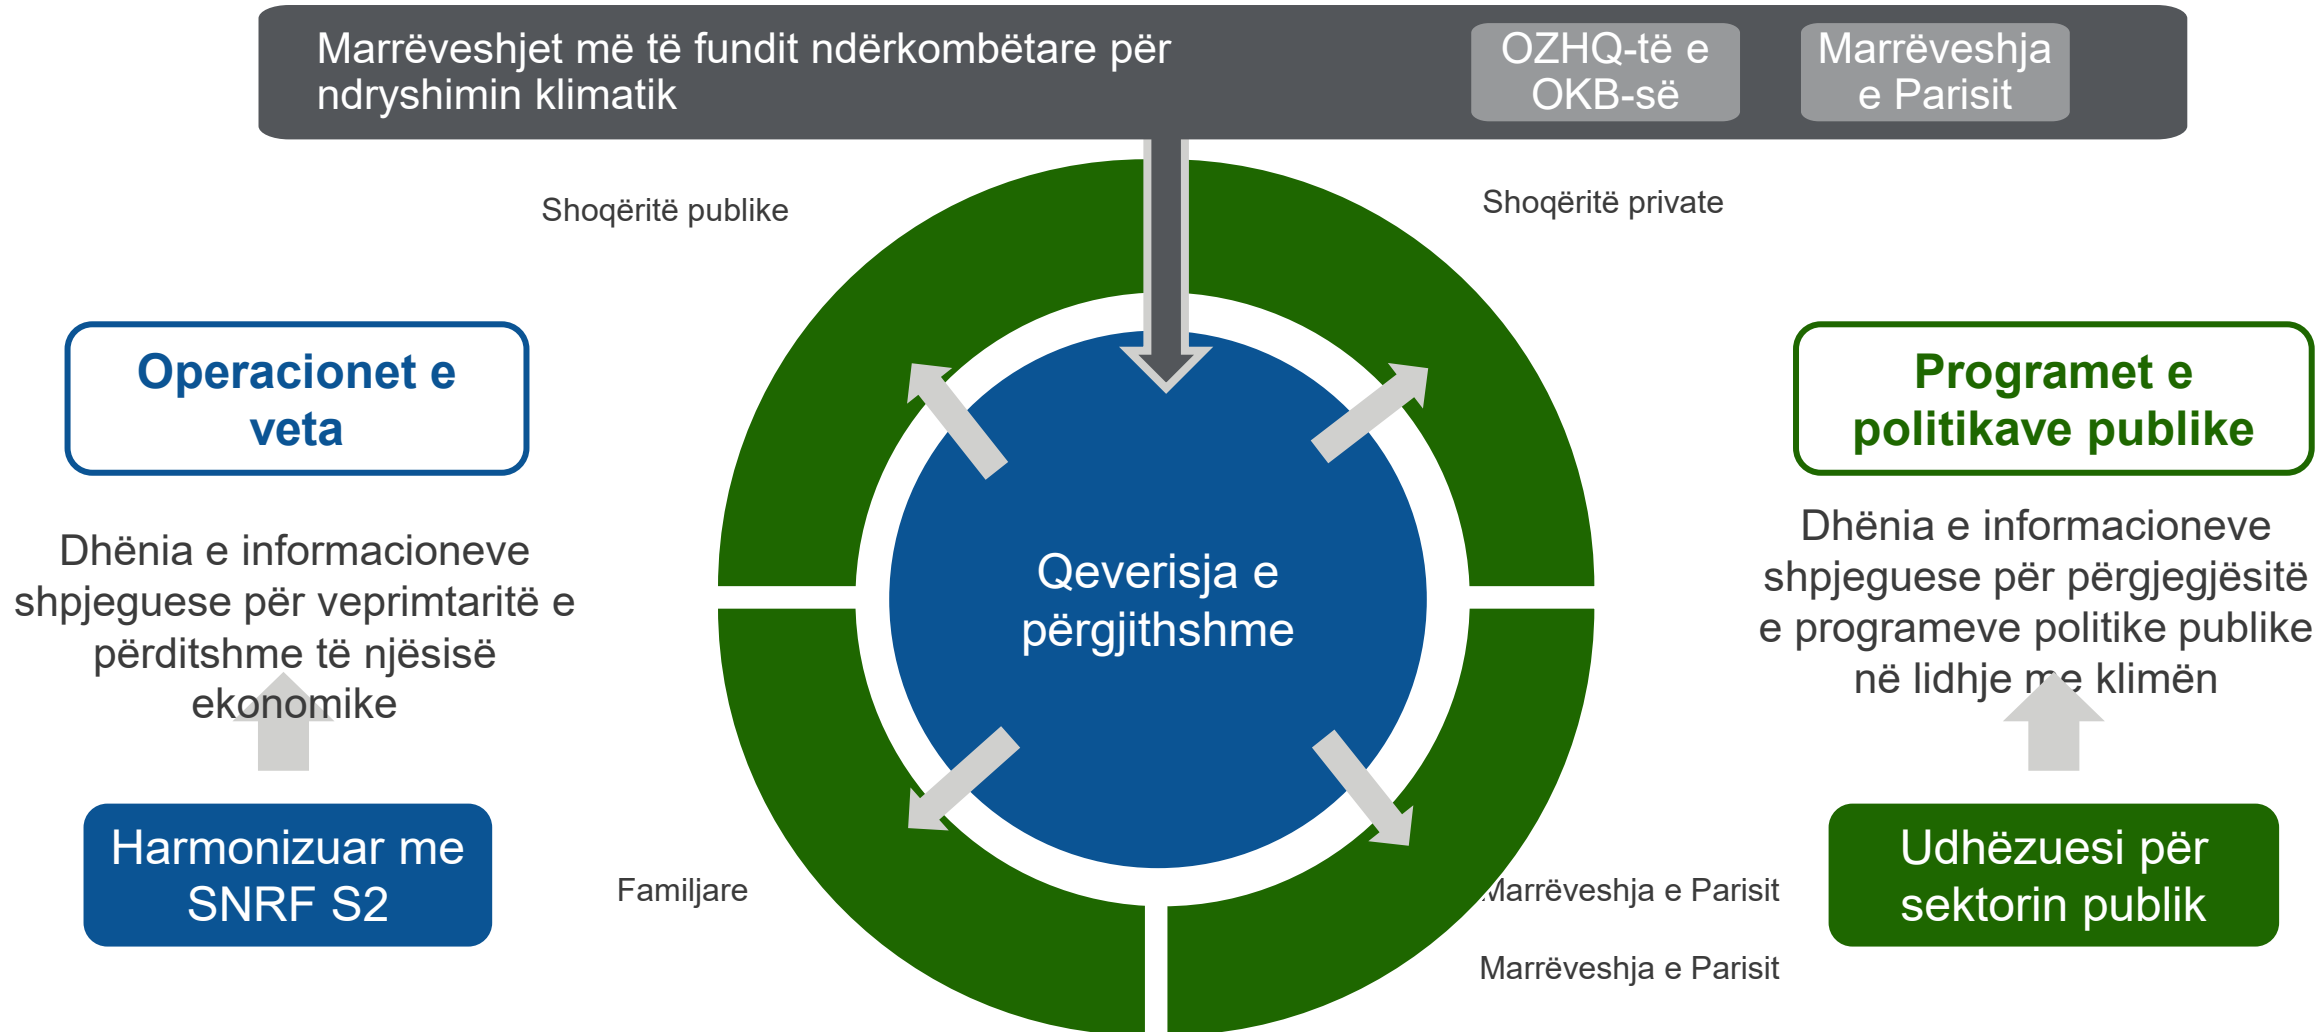 Marrëveshjet më të fundit ndërkombëtare për
ndryshimin klimatik
OZHQ-të e
OKB-së
Marrëveshja
e Parisit
Shoqëritë publike
Shoqëritë private
Operacionet e
veta
Dhënia e informacioneve
shpjeguese për veprimtaritë e
përditshme të njësisë
ekonomike
Harmonizuar me
SNRF S2
Qeverisja e
përgjithshme
Programet e
politikave publike
Dhënia e informacioneve
shpjeguese për përgjegjësitë
e programeve politike publike
në lidhje me klimën
Udhëzuesi për
sektorin publik
Familjare
Marrëveshja e Parisit
Marrëveshja e Parisit